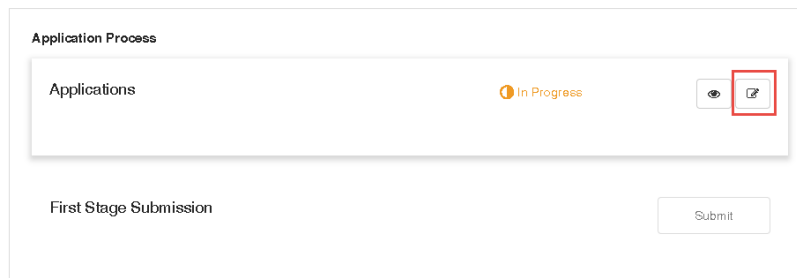 Application Process
Applications
In Progress
First Stage Submission
Submit